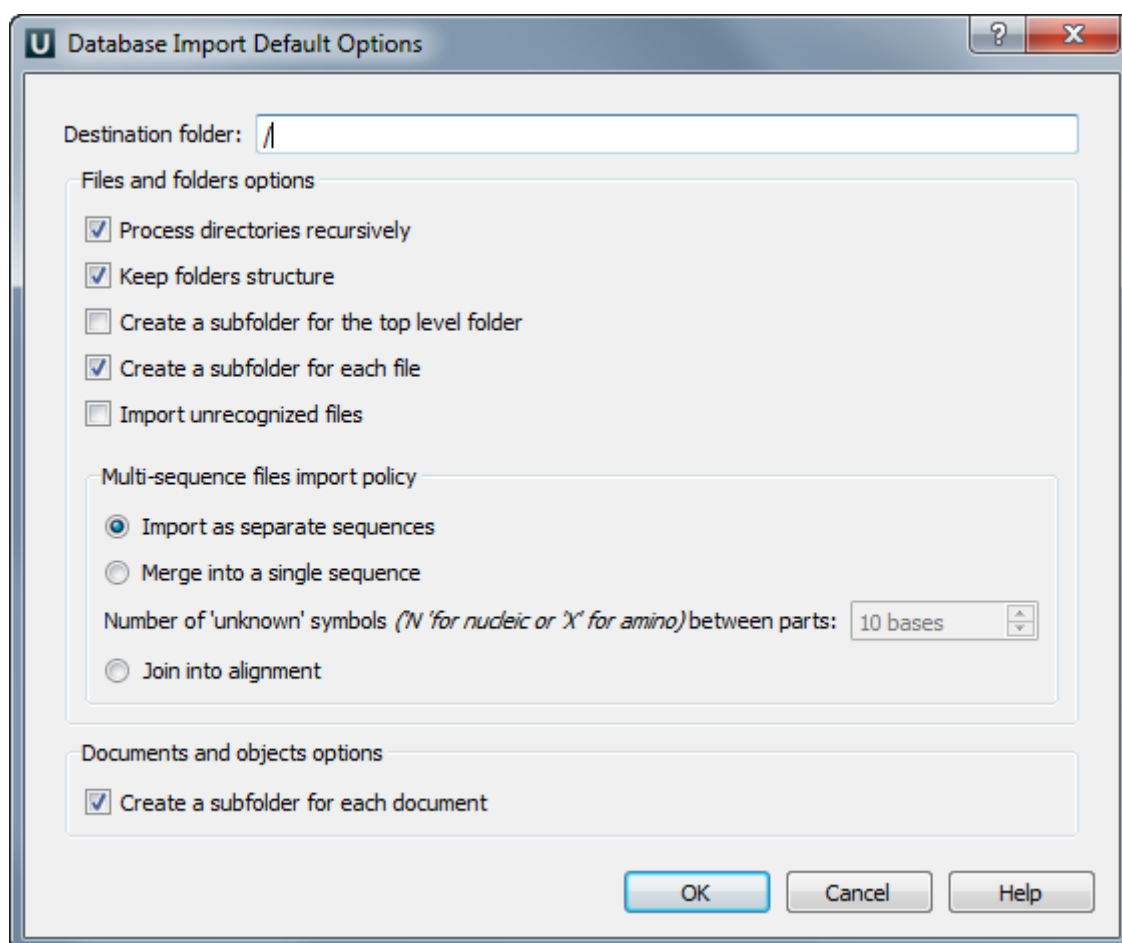 U Database Import Default Options ? X
Destination folder: /
Files and folders options
Process directories recursively
Keep folders structure
Create a subfolder for the top level folder
Create a subfolder for each file
Import unrecognized files
Multi-sequence files import policy
Import as separate sequences
Merge into a single sequence
Number of 'unknown' symbols ('N 'for nucleic or 'X' for amino) between parts: 10 bases
Join into alignment
Documents and objects options
Create a subfolder for each document
OK Cancel Help